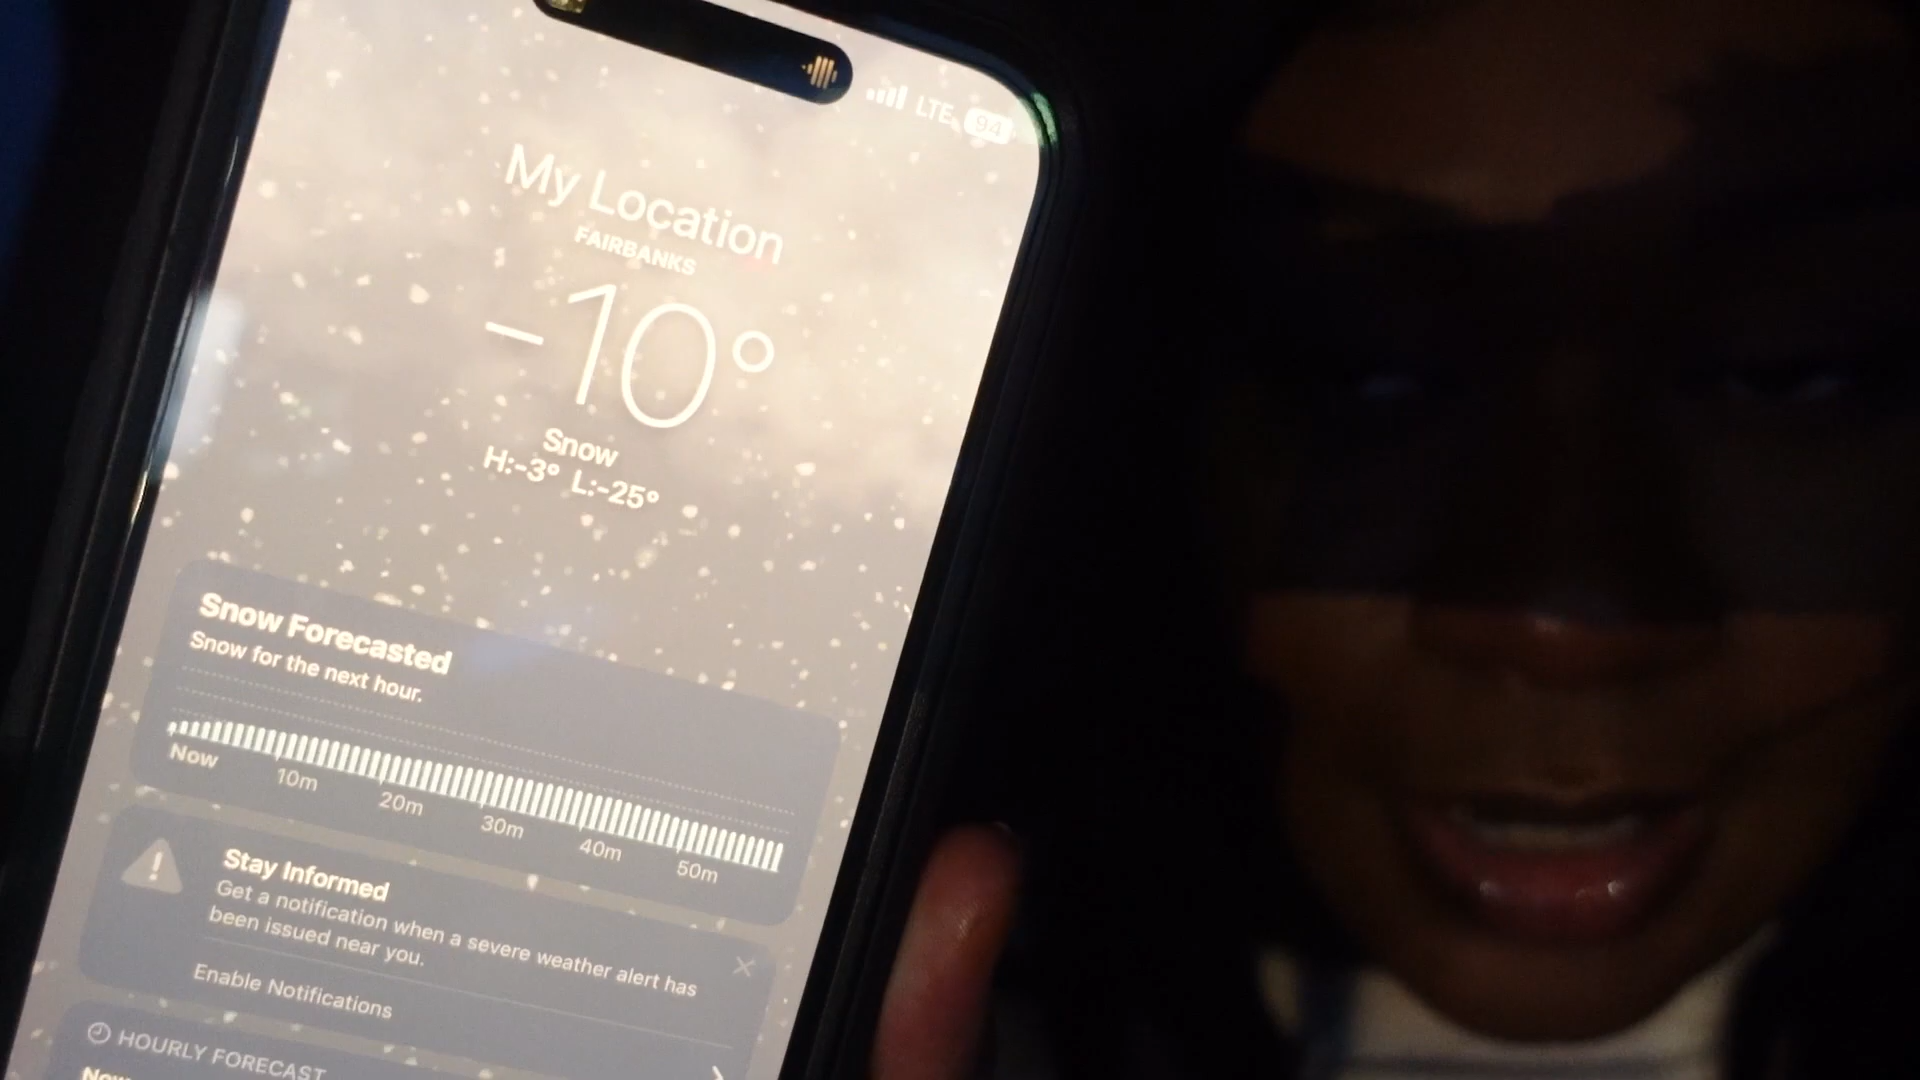 LTE 94
My Location
FAIRBANKS
-10°
Snow
H:-3° L:-25°
Snow Forecasted
Snow for the next hour.
Now 10m 20m 30m 40m 50m
Stay Informed
Get a notification when a severe weather alert has
been issued near you.
Enable Notifications
HOURLY FORECAST
Now